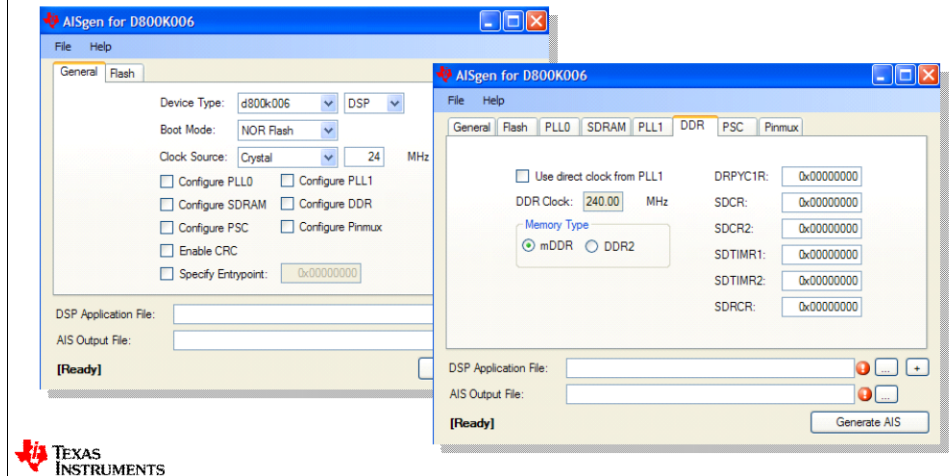 AISgen for D800K006
File Help
General Flash
Device Type: d800k006 DSP
Boot Mode: NOR Flash
Clock Source: Crystal 24 MHz
Configure PLL0 Configure PLL1
Configure SDRAM Configure DDR
Configure PSC Configure Pinmux
Enable CRC
Specify Entrypoint: 0x00000000
DSP Application File:
AIS Output File:
[Ready]
AISgen for D800K006
File Help
General Flash PLL0 SDRAM PLL1 DDR PSC Pinmux
Use direct clock from PLL1 DRPYC1R: 0x00000000
DDR Clock: 240.00 MHz SDCR: 0x00000000
Memory Type SDCR2: 0x00000000
mDDR DDR2 SDTIMR1: 0x00000000
SDTIMR2: 0x00000000
SDRCR: 0x00000000
DSP Application File: ... +
AIS Output File: ...
[Ready] Generate AIS
TEXAS
INSTRUMENTS